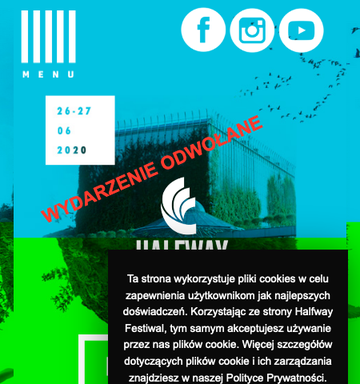 MENU
26-27
06
2020
WYDARZENIE ODWOŁANE
HALFWAY
Ta strona wykorzystuje pliki cookies w celu
zapewnienia użytkownikom jak najlepszych
doświadczeń. Korzystając ze strony Halfway
Festiwal, tym samym akceptujesz używanie
przez nas plików cookie. Więcej szczegółów
dotyczących plików cookie i ich zarządzania
znajdziesz w naszej Polityce Prywatności.